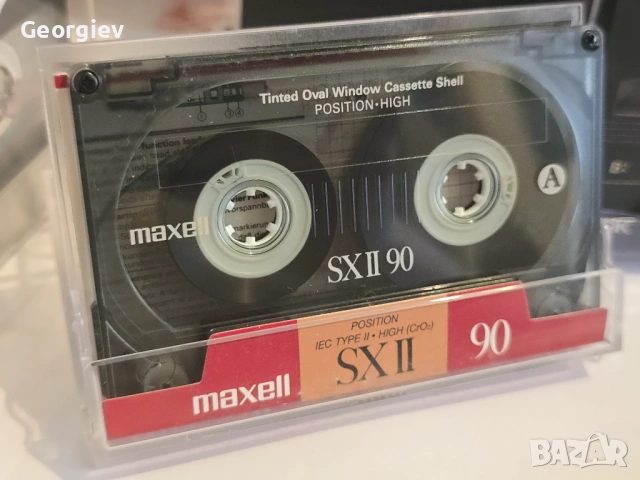 Georgiev
Tinted Oval Window Cassette Shell
POSITION·HIGH
A
maxell
SX II 90
POSITION
IEC TYPE II • HIGH (CrO₂)
SX II
90
maxell
BAZAR